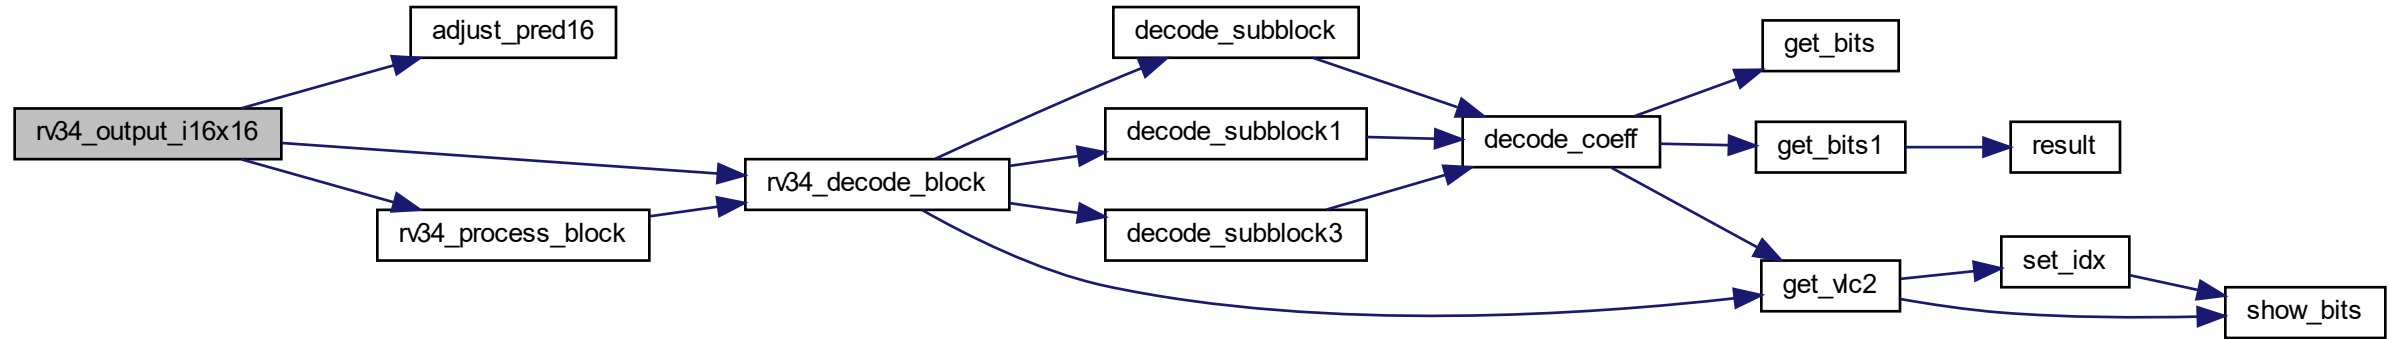 rv34_output_i16x16
adjust_pred16
rv34_process_block
rv34_decode_block
decode_subblock
decode_subblock1
decode_subblock3
decode_coeff
get_bits
get_bits1
get_vlc2
result
set_idx
show_bits